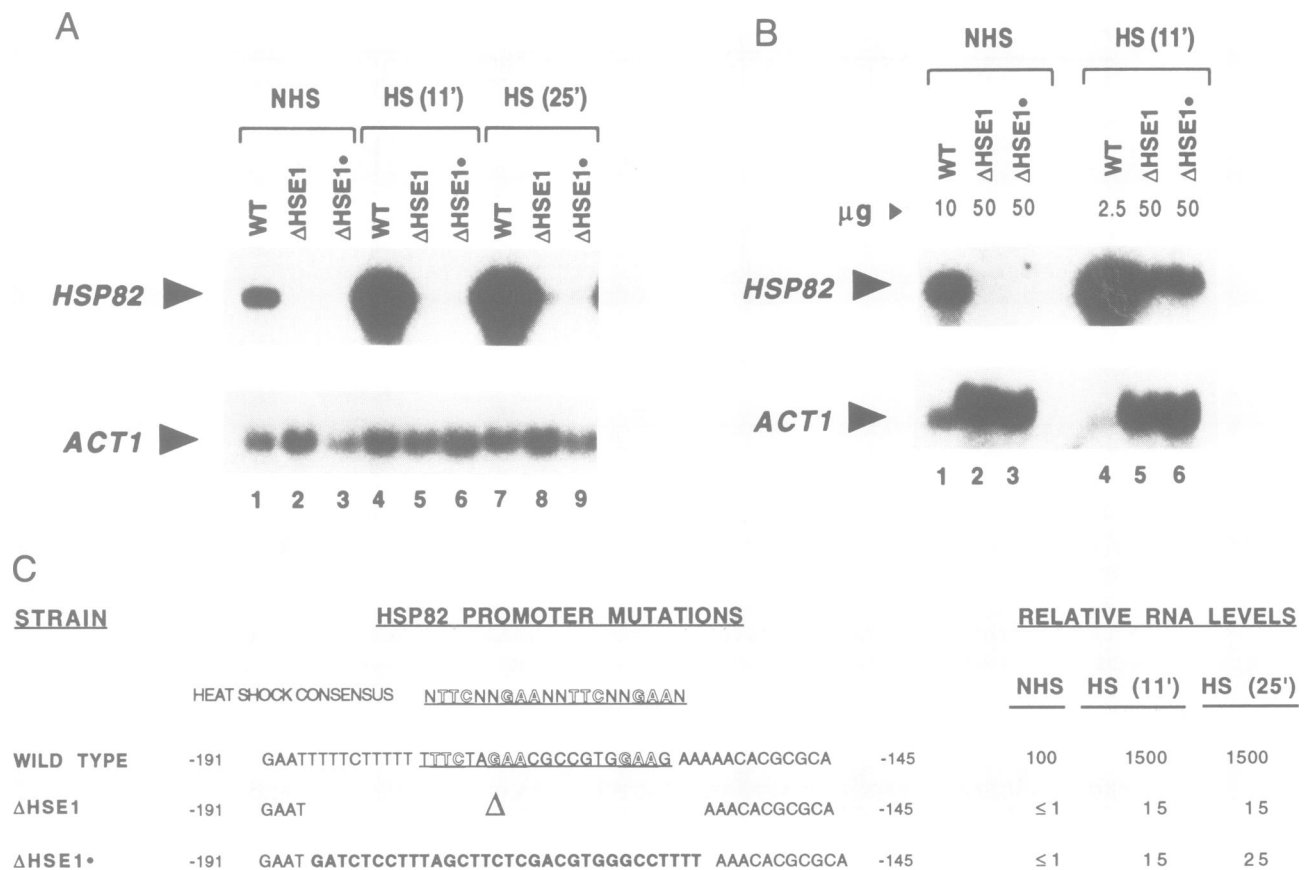 A
NHS HS (11') HS (25')
WT ΔHSE1 ΔHSE1• WT ΔHSE1 ΔHSE1• WT ΔHSE1 ΔHSE1•
HSP82
ACT1
1 2 3 4 5 6 7 8 9
B
NHS HS (11')
WT ΔHSE1 ΔHSE1• WT ΔHSE1 ΔHSE1•
μg 10 50 50 2.5 50 50
HSP82
ACT1
1 2 3 4 5 6
C
STRAIN HSP82 PROMOTER MUTATIONS RELATIVE RNA LEVELS
HEAT SHOCK CONSENSUS NTTCNNGAANNTTCNNGAAN NHS HS (11') HS (25')
WILD TYPE -191 GAATTTTTCTTTTT TTTCTAGAACGCCGTGGAAG AAAAACACGCGCA -145 100 1500 1500
ΔHSE1 -191 GAAT Δ AAACACGCGCA -145 ≤1 15 15
ΔHSE1• -191 GAAT GATCTCCTTTAGCTTCTCGACGTGGGCCTTTT AAACACGCGCA -145 ≤1 15 25